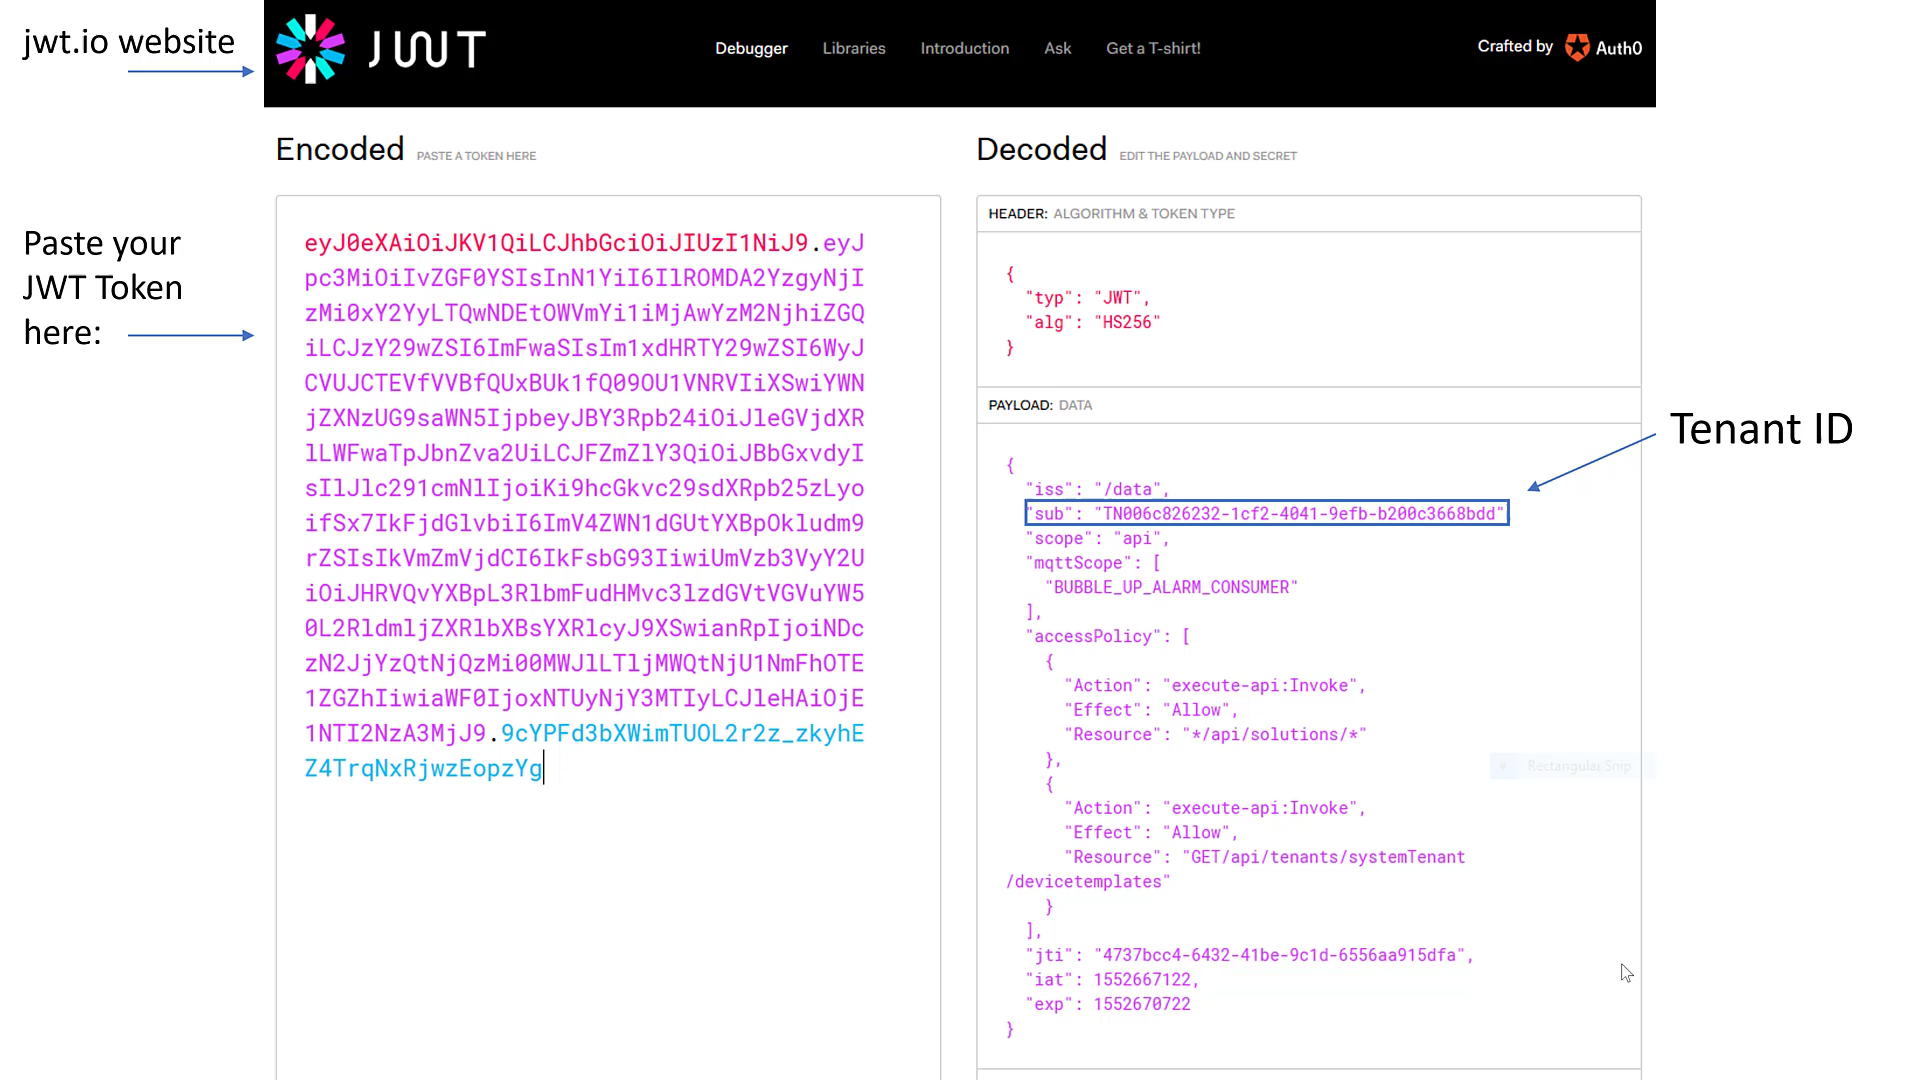 jwt.io website
JWT
Debugger Libraries Introduction Ask Get a T-shirt!
Crafted by Auth0
Encoded PASTE A TOKEN HERE
Paste your
JWT Token
here:
eyJ0eXAiOiJKV1QiLCJhbGciOiJIUzI1NiJ9.eyJ
pc3MiOiIvZGF0YSIsInN1YiI6IlROMDA2YzgyNjI
zMi0xY2YyLTQwNDEtOWVmYi1iMjAwYzM2NjhiZGQ
iLCJzY29wZSI6ImFwaSIsIm1xdHRTY29wZSI6WyJ
CVUJCTEVfVVBfQUxBUk1fQ09OU1VNRVIiXSwiYWN
jZXNzUG9saWN5IjpbeyJBY3Rpb24iOiJleGVjdXR
lLWFwaTpJbnZva2UiLCJFZmZlY3QiOiJBbGxvdyI
sIlJlc291cmNlIjoiKi9hcGkvc29sdXRpb25zLyo
ifSx7IkFjdGlvbiI6ImV4ZWN1dGUtYXBpOkludm9
rZSIsIkVmZmVjdCI6IkFsbG93IiwiUmVzb3VyY2U
iOiJHRVQvYXBpL3RlbmFudHMvc3lzdGVtVGVuYW5
0L2RldmljZXRlbXBsYXRlcyJ9XSwianRpIjoiNDc
zN2JjYzQtNjQzMi00MWJlLTljMWQtNjU1NmFhOTE
1ZGZhIiwiaWF0IjoxNTUyNjY3MTIyLCJleHAiOjE
1NTI2NzA3MjJ9.9cYPFd3bXWimTUOL2r2z_zkyhE
Z4TrqNxRjwzEopzYg
Decoded EDIT THE PAYLOAD AND SECRET
HEADER: ALGORITHM & TOKEN TYPE
{
"typ": "JWT",
"alg": "HS256"
}
PAYLOAD: DATA
{
"iss": "/data",
"sub": "TN006c826232-1cf2-4041-9efb-b200c3668bdd"
"scope": "api",
"mqttScope": [
"BUBBLE_UP_ALARM_CONSUMER"
],
"accessPolicy": [
{
"Action": "execute-api:Invoke",
"Effect": "Allow",
"Resource": "*/api/solutions/*"
},
{
"Action": "execute-api:Invoke",
"Effect": "Allow",
"Resource": "GET/api/tenants/systemTenant
/devicetemplates"
}
],
"jti": "4737bcc4-6432-41be-9c1d-6556aa915dfa",
"iat": 1552667122,
"exp": 1552670722
}
Tenant ID
Rectangular Snip